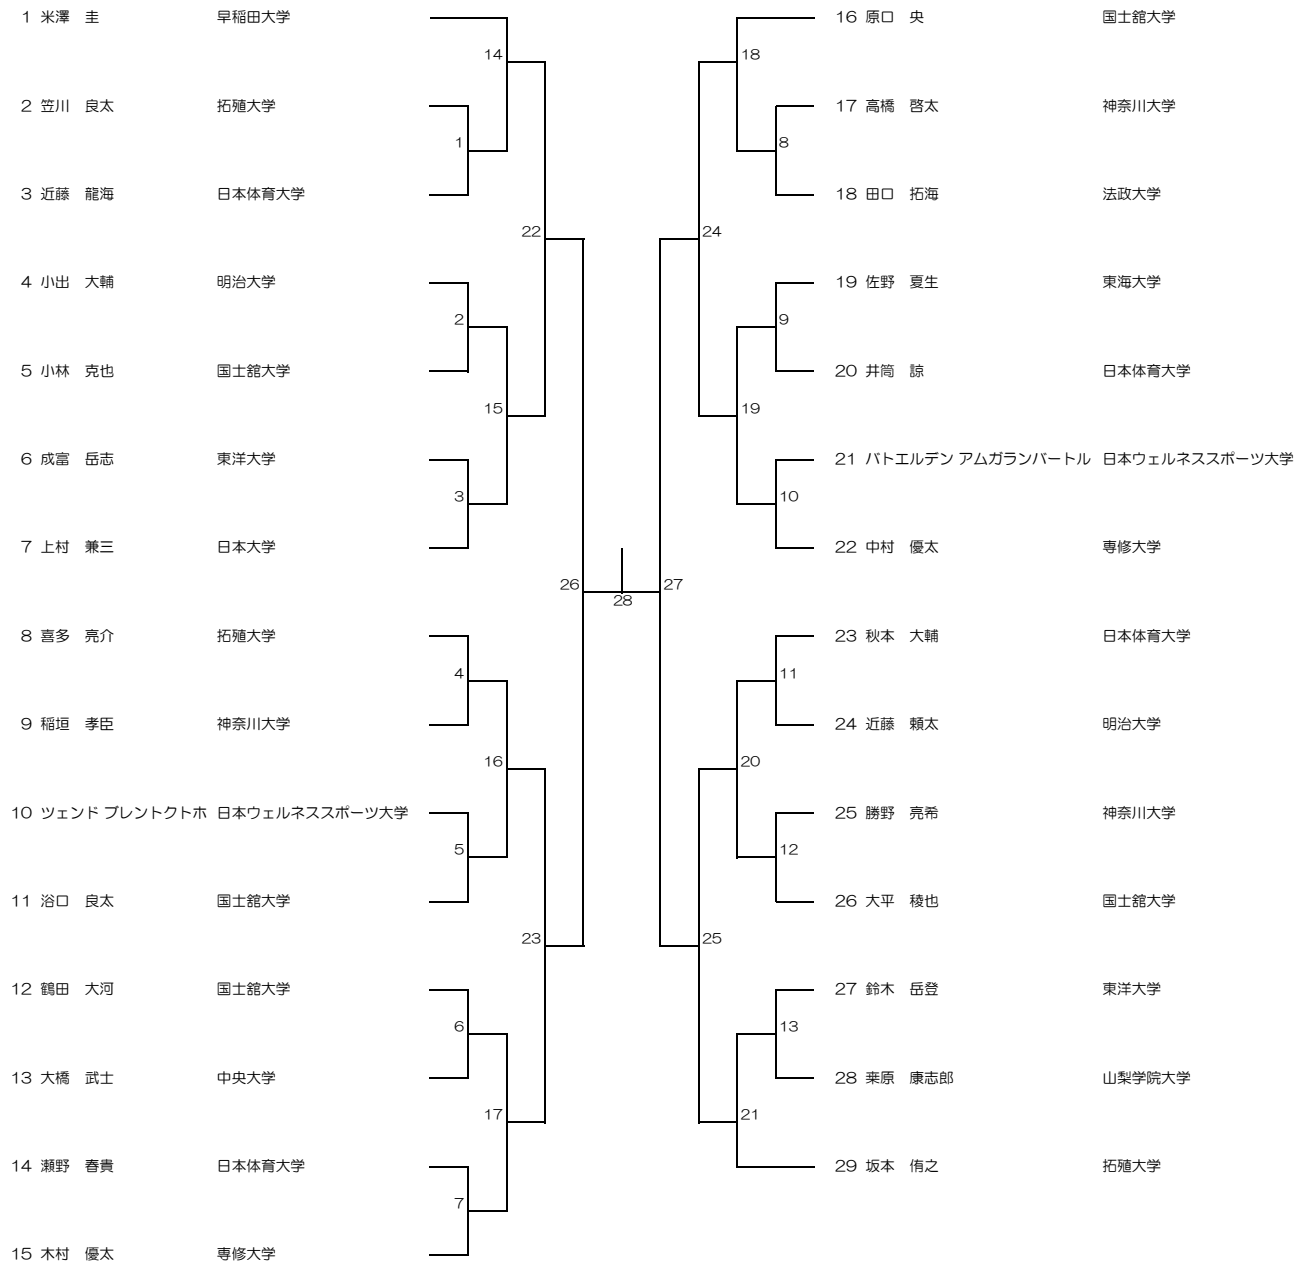 1 米澤　圭 早稲田大学
14
2 笠川　良太 拓殖大学
1
3 近藤　龍海 日本体育大学
22
4 小出　大輔 明治大学
2
5 小林　克也 国士舘大学
15
6 成富　岳志 東洋大学
3
7 上村　兼三 日本大学
26
8 喜多　亮介 拓殖大学
4
9 稲垣　孝臣 神奈川大学
16
10 ツェンド ブレントクトホ 日本ウェルネススポーツ大学
5
11 浴口　良太 国士舘大学
23
12 鶴田　大河 国士舘大学
6
13 大橋　武士 中央大学
17
14 瀬野　春貴 日本体育大学
7
15 木村　優太 専修大学
28
16 原口　央 国士舘大学
18
17 高橋　啓太 神奈川大学
8
18 田口　拓海 法政大学
24
19 佐野　夏生 東海大学
9
20 井筒　諒 日本体育大学
19
21 バトエルデン アムガランバートル 日本ウェルネススポーツ大学
10
22 中村　優太 専修大学
27
23 秋本　大輔 日本体育大学
11
24 近藤　頼太 明治大学
20
25 勝野　亮希 神奈川大学
12
26 大平　稜也 国士舘大学
25
27 鈴木　岳登 東洋大学
13
28 桒原　康志郎 山梨学院大学
21
29 坂本　侑之 拓殖大学